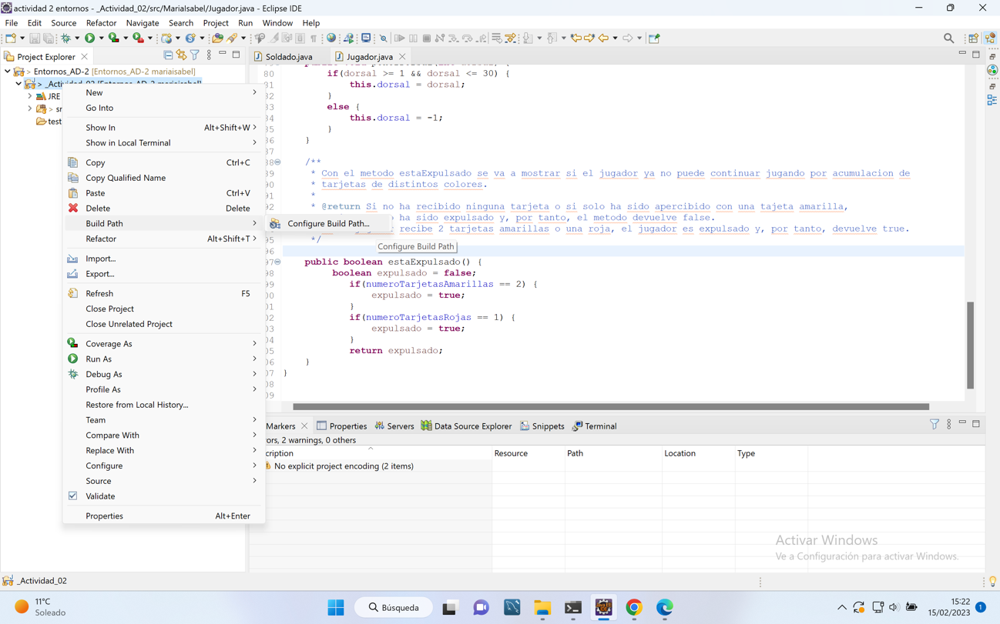 actividad 2 entornos - _Actividad_02/src/MariaIsabel/Jugador.java - Eclipse IDE
File Edit Source Refactor Navigate Search Project Run Window Help
Project Explorer
> Entornos_AD-2 [Entornos_AD-2 mariaisabel]
JRE
test
New
Go Into
Show In Alt+Shift+W >
Show in Local Terminal
Copy Ctrl+C
Copy Qualified Name
Paste Ctrl+V
Delete Delete
Build Path
Refactor Alt+Shift+T >
Import...
Export...
Refresh F5
Close Project
Close Unrelated Project
Coverage As
Run As
Debug As
Profile As
Restore from Local History...
Team
Compare With
Replace With
Configure
Source
Validate
Properties Alt+Enter
Configure Build Path...
Configure Build Path
Soldado.java
Jugador.java
if(dorsal >= 1 && dorsal <= 30) {
this.dorsal = dorsal;
}
else {
this.dorsal = -1;
}
}
/**
* Con el metodo estaExpulsado se va a mostrar si el jugador ya no puede continuar jugando por acumulacion de
* tarjetas de distintos colores.
*
* @return Si no ha recibido ninguna tarjeta o si solo ha sido apercibido con una tajeta amarilla,
ha sido expulsado y, por tanto, el metodo devuelve false.
recibe 2 tarjetas amarillas o una roja, el jugador es expulsado y, por tanto, devuelve true.
*/
public boolean estaExpulsado() {
boolean expulsado = false;
if(numeroTarjetasAmarillas == 2) {
expulsado = true;
}
if(numeroTarjetasRojas == 1) {
expulsado = true;
}
return expulsado;
}
}
Markers Properties Servers Data Source Explorer Snippets Terminal
ors, 2 warnings, 0 others
cription Resource Path Location Type
No explicit project encoding (2 items)
Activar Windows
Ve a Configuración para activar Windows.
_Actividad_02
11°C
Soleado
Búsqueda
15:22
15/02/2023
1